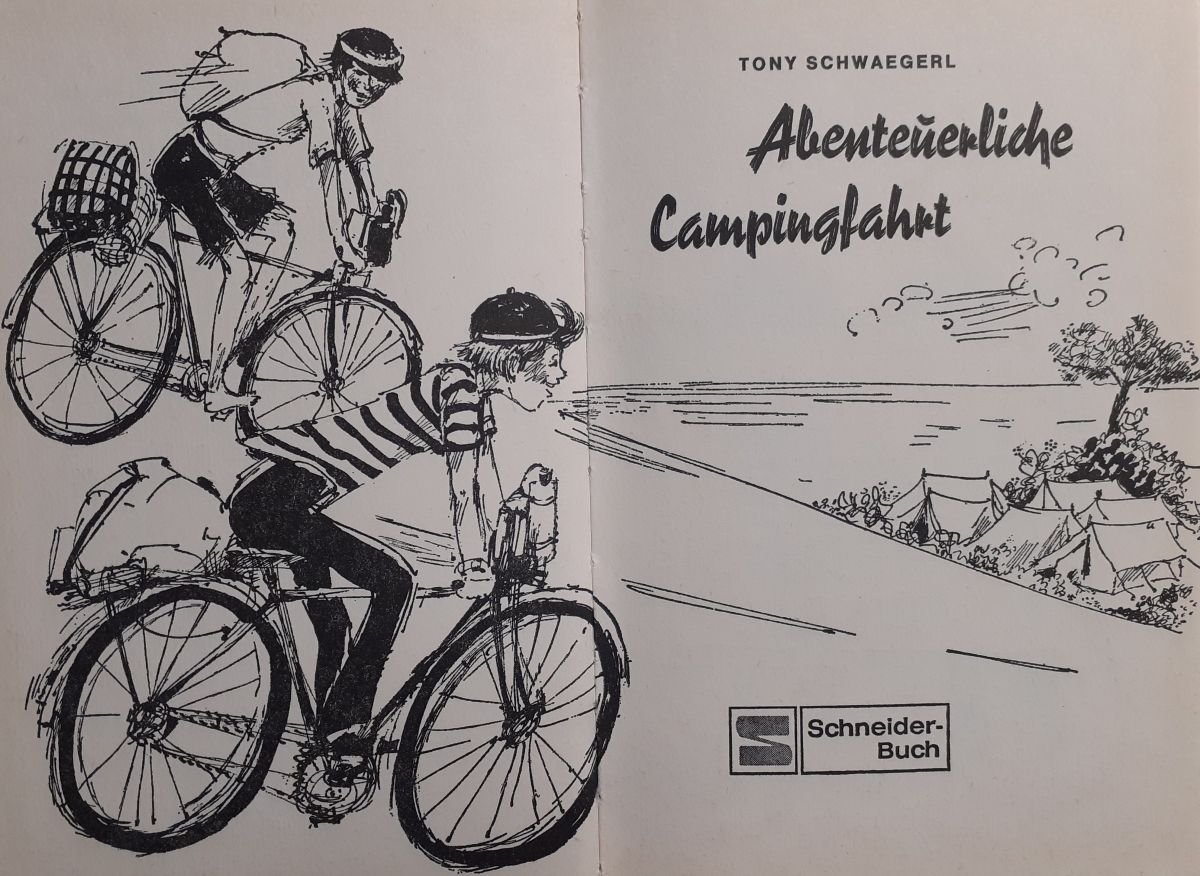 TONY SCHWAEGERL
Abenteuerliche
Campingfahrt
Schneider-
Buch